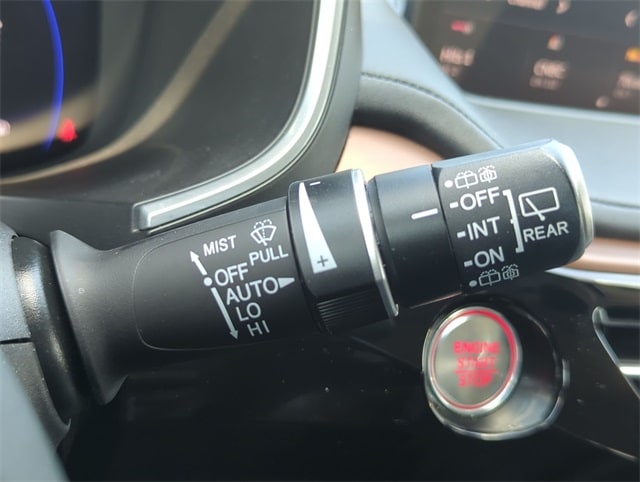 MIST
PULL
OFF
AUTO
LO
HI
−
+
OFF
INT
ON
REAR
ENGINE
START
STOP